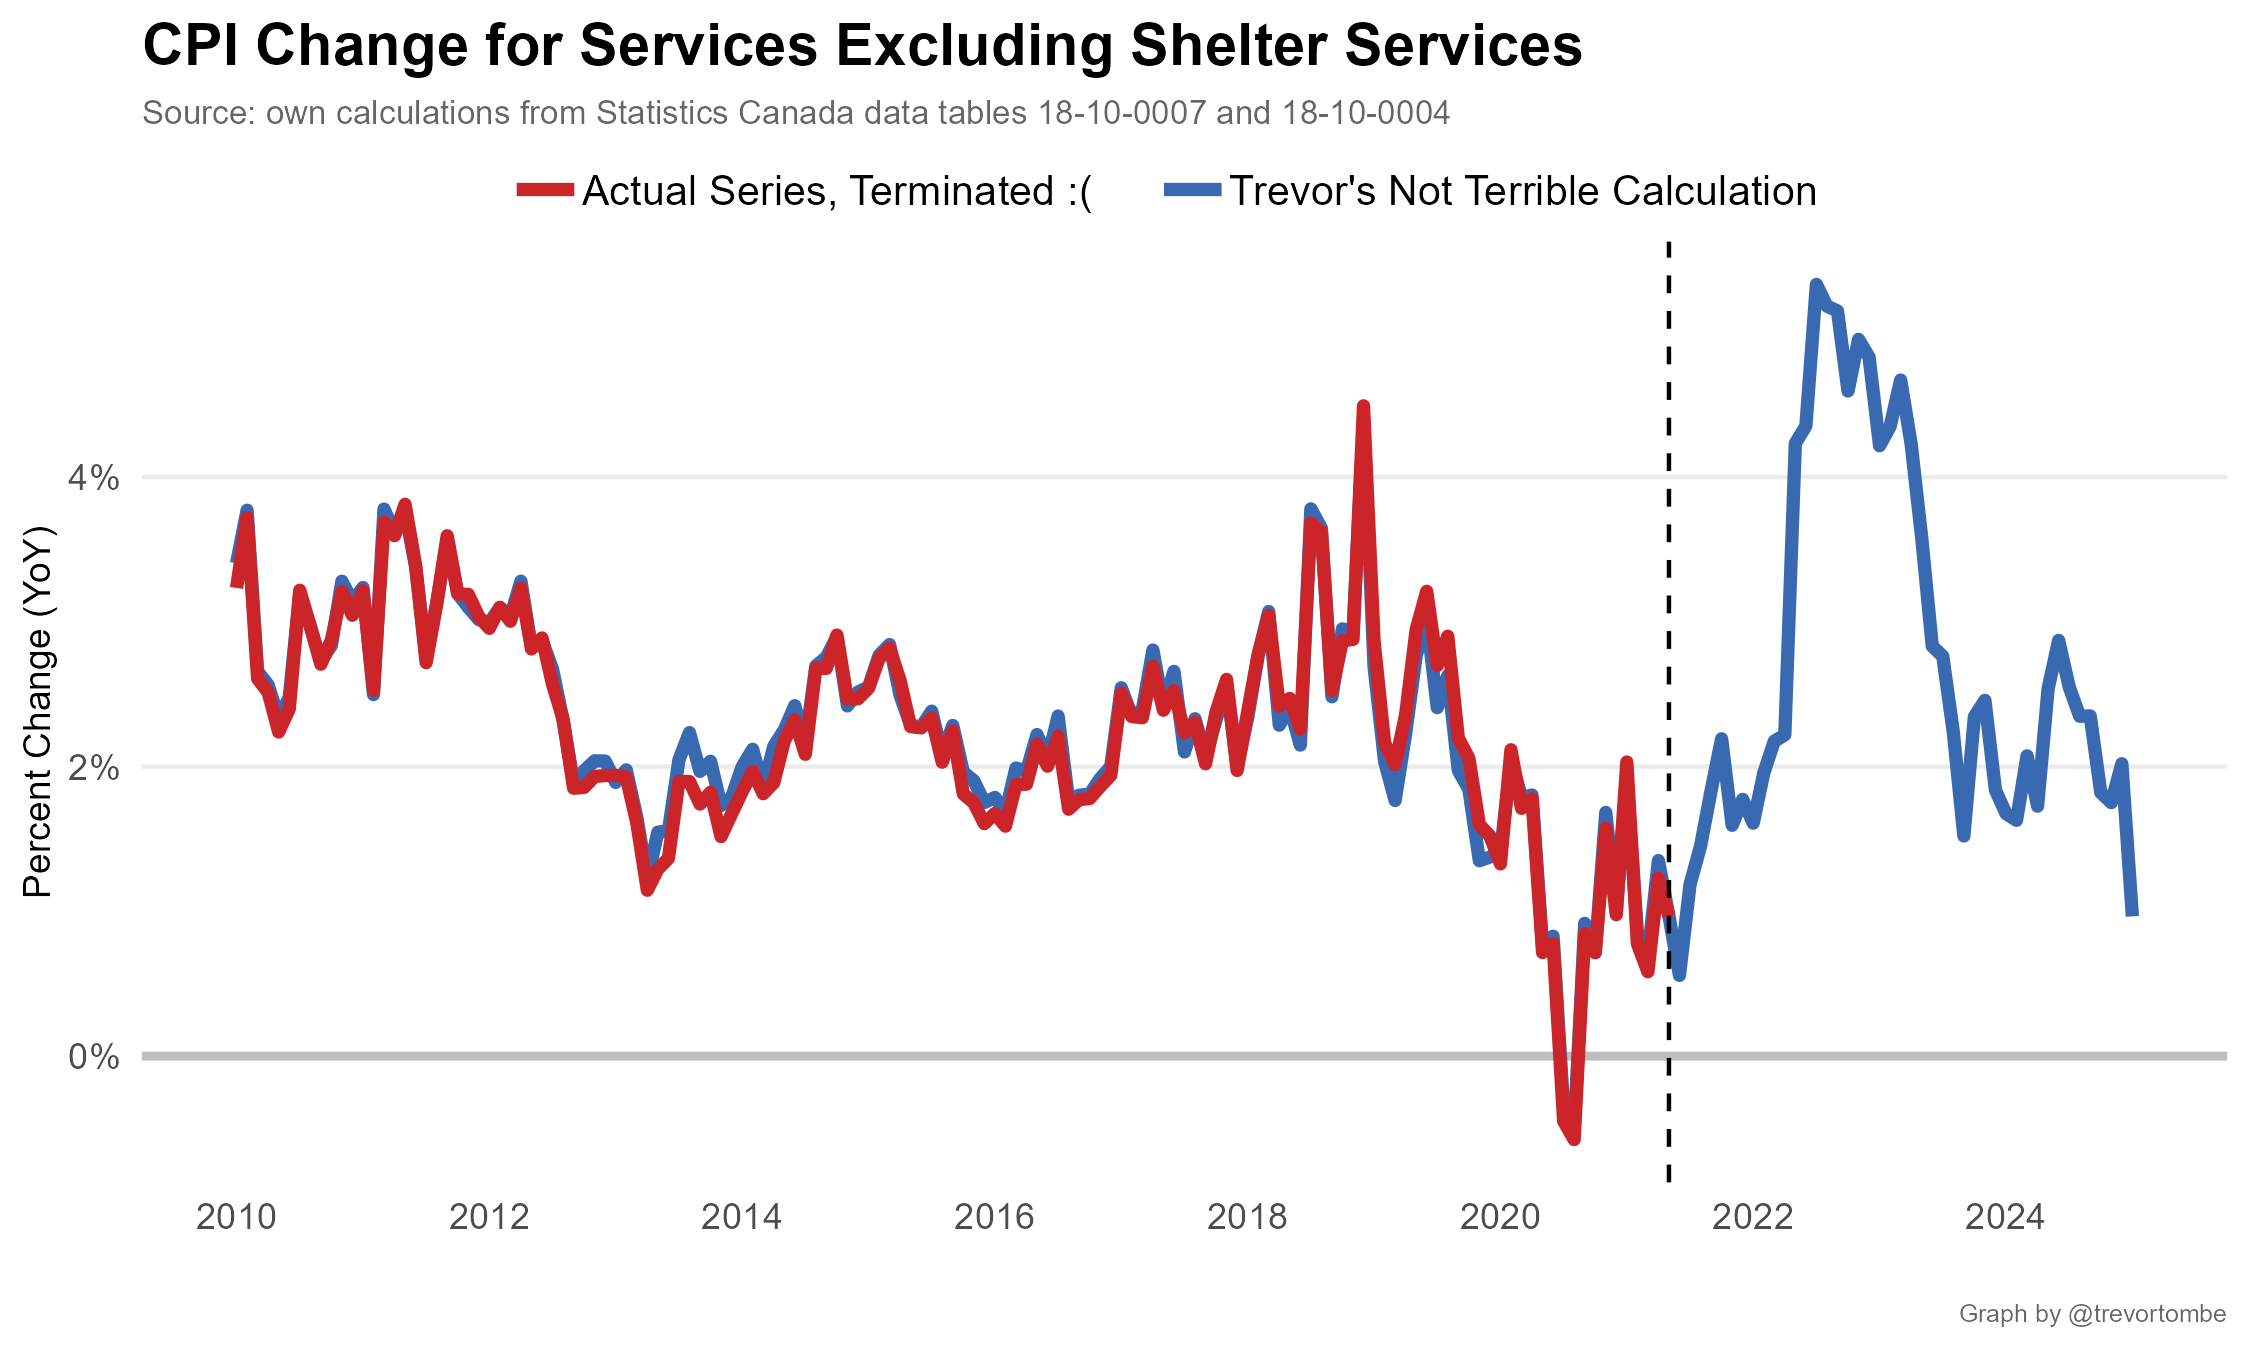 CPI Change for Services Excluding Shelter Services
Source: own calculations from Statistics Canada data tables 18-10-0007 and 18-10-0004
Actual Series, Terminated :(
Trevor's Not Terrible Calculation
Percent Change (YoY)
4%
2%
0%
2010
2012
2014
2016
2018
2020
2022
2024
Graph by @trevortombe